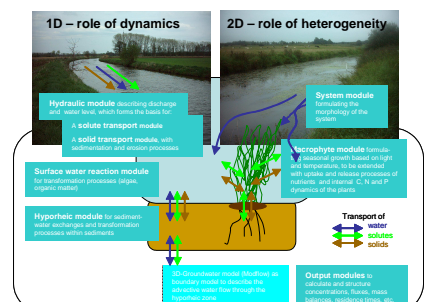 1D – role of dynamics
2D – role of heterogeneity
Hydraulic module describing discharge
and water level, which forms the basis for:
A solute transport module
A solid transport module, with
sedimentation and erosion processes
Surface water reaction module
for transformation processes (algae,
organic matter)
Hyporheic module for sediment-
water exchanges and transformation
processes within sediments
System module
formulating the
morphology of the
system
Macrophyte module formula-
ting seasonal growth based on light
and temperature, to be extended
with uptake and release processes of
nutrients and internal C, N and P
dynamics of the plants
Transport of
water
solutes
solids
3D-Groundwater model (Modflow) as
boundary model to describe the
advective water flow through the
hyporheic zone
Output modules to
calculate and structure
concentrations, fluxes, mass
balances, residence times, etc.